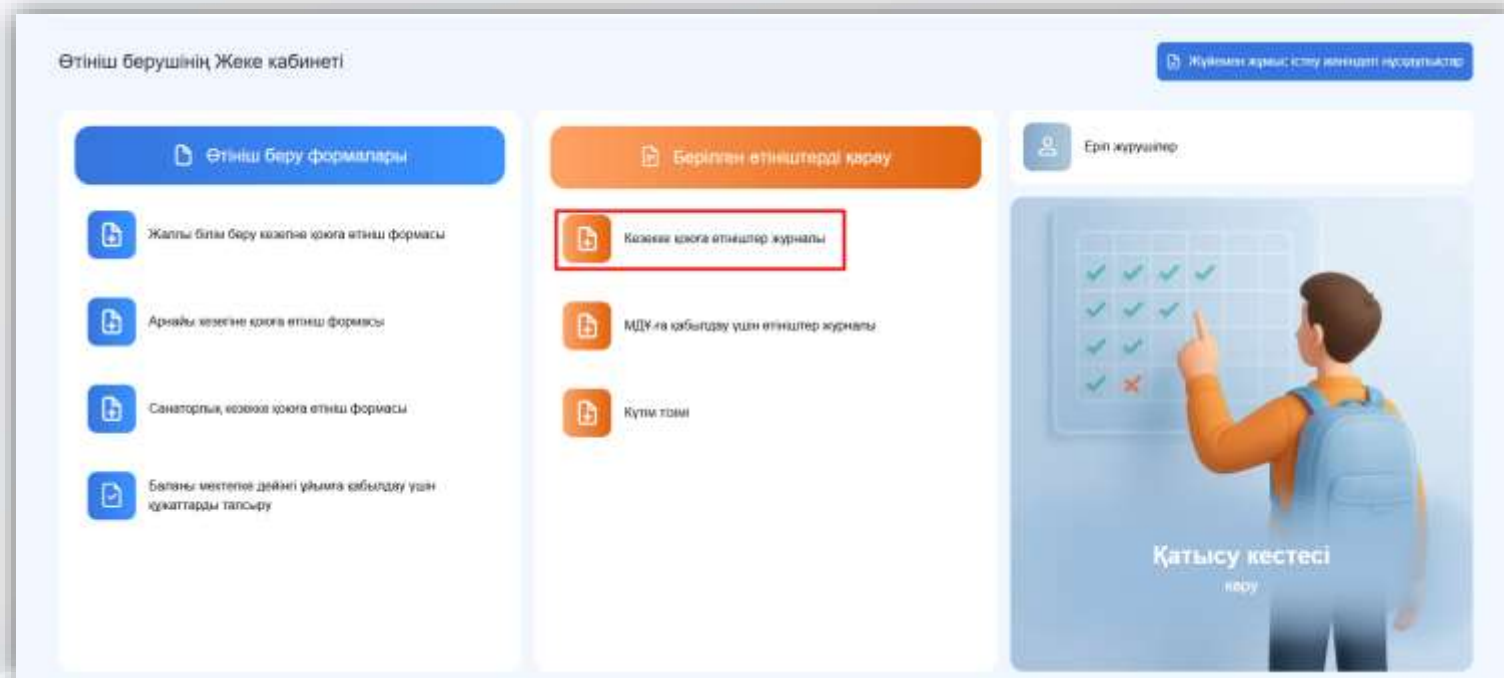 Өтініш берушінің Жеке кабинеті
Жүйемен жұмыс істеу жөніндегі нұсқаулықтар
Өтініш беру формалары
Жалпы білім беру кезегіне қоюға өтініш формасы
Арнайы кезегіне қоюға өтініш формасы
Санаторлық кезекке қоюға өтініш формасы
Баланы мектепке дейінгі ұйымға қабылдау үшін
құжаттарды тапсыру
Берілген өтініштерді қарау
Кезекке қоюға өтініштер журналы
МДҰ-ға қабылдау үшін өтініштер журналы
Күтім тізімі
Еріп жүрушілер
Қатысу кестесі
көру